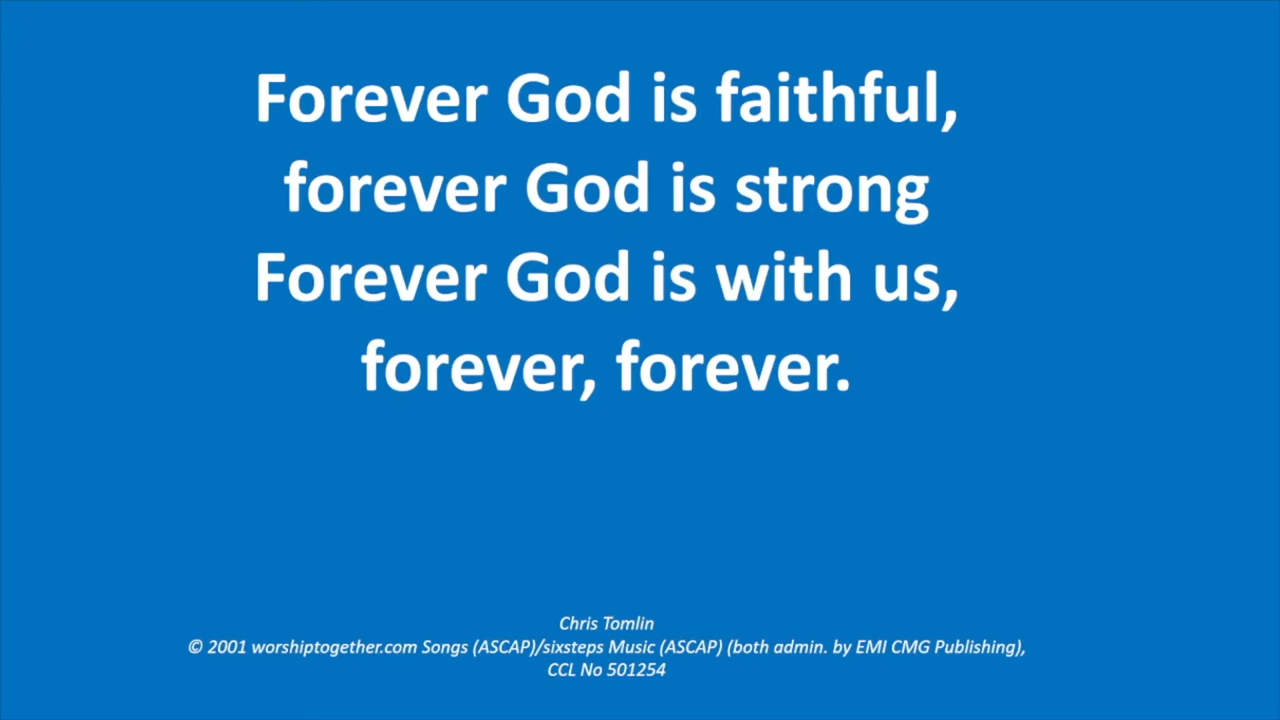 Forever God is faithful,
forever God is strong
Forever God is with us,
forever, forever.
Chris Tomlin
© 2001 worshiptogether.com Songs (ASCAP)/sixsteps Music (ASCAP) (both admin. by EMI CMG Publishing),
CCL No 501254